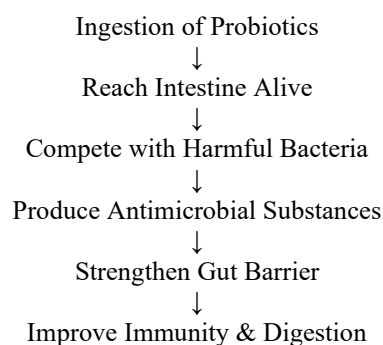 Ingestion of Probiotics
↓
Reach Intestine Alive
↓
Compete with Harmful Bacteria
↓
Produce Antimicrobial Substances
↓
Strengthen Gut Barrier
↓
Improve Immunity & Digestion